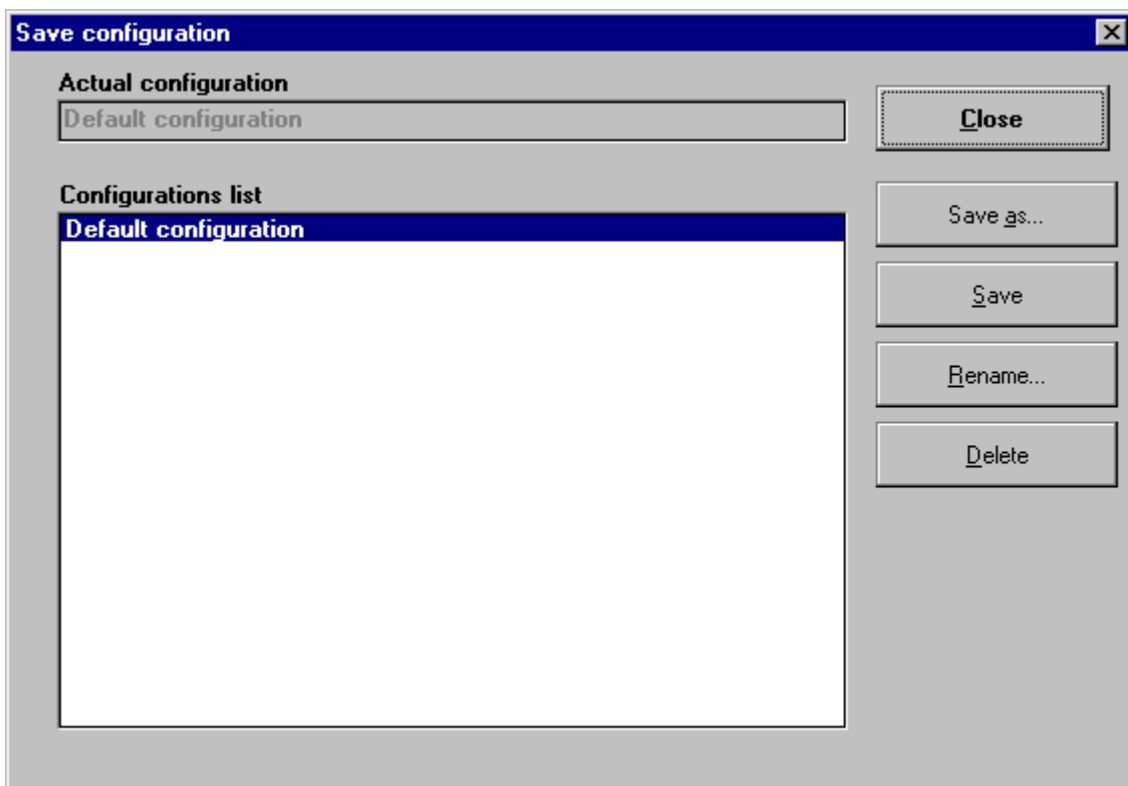 Save configuration
Actual configuration
Default configuration
Close
Configurations list
Default configuration
Save as...
Save
Rename...
Delete